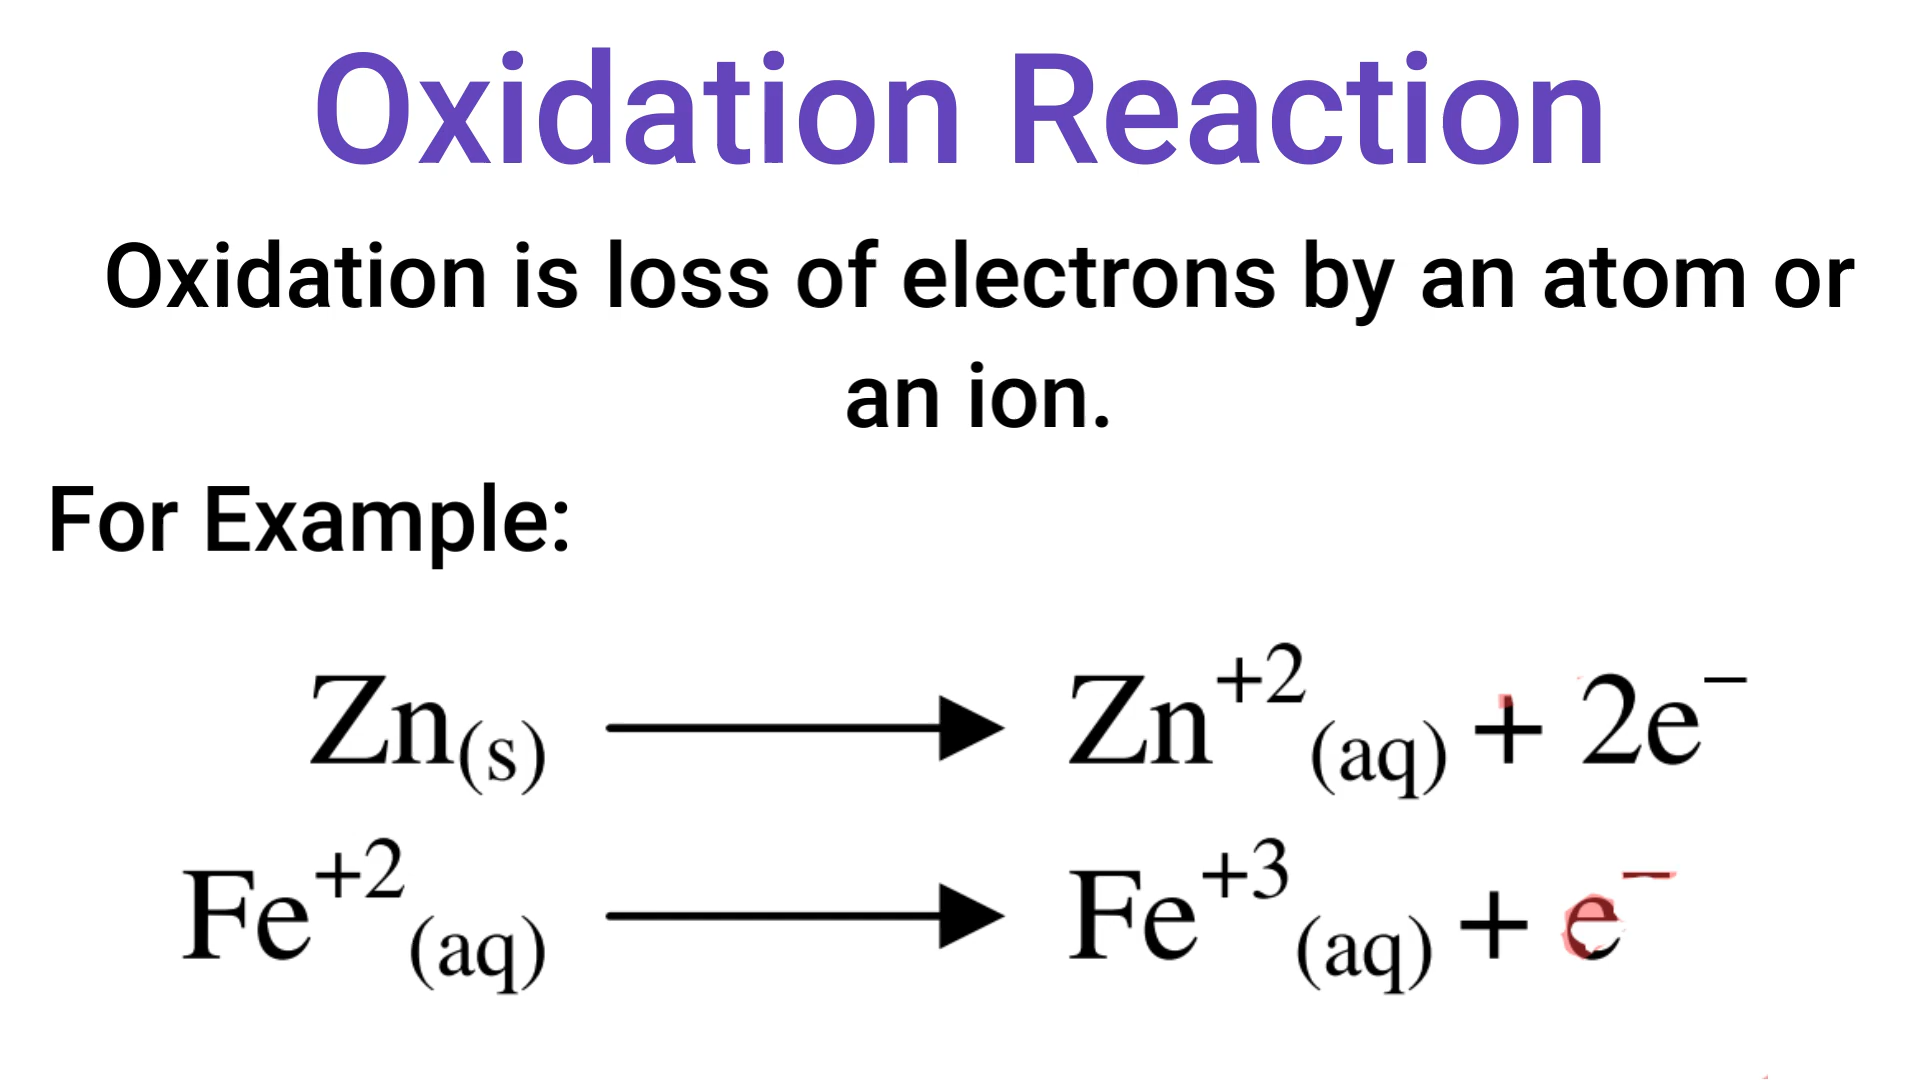 Oxidation Reaction
Oxidation is loss of electrons by an atom or
an ion.
For Example:
Zn(s) ⟶ Zn⁺²(aq) + 2e⁻
Fe⁺²(aq) ⟶ Fe⁺³(aq) + e⁻